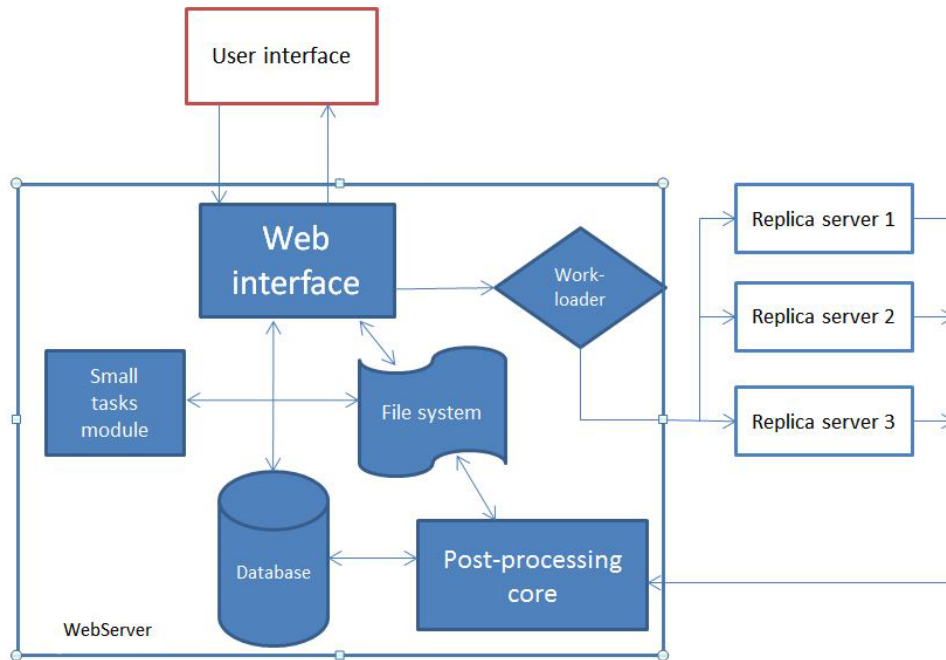 User interface
Web
interface
Work-
loader
Replica server 1
Replica server 2
Replica server 3
Small
tasks
module
File system
Database
Post-processing
core
WebServer